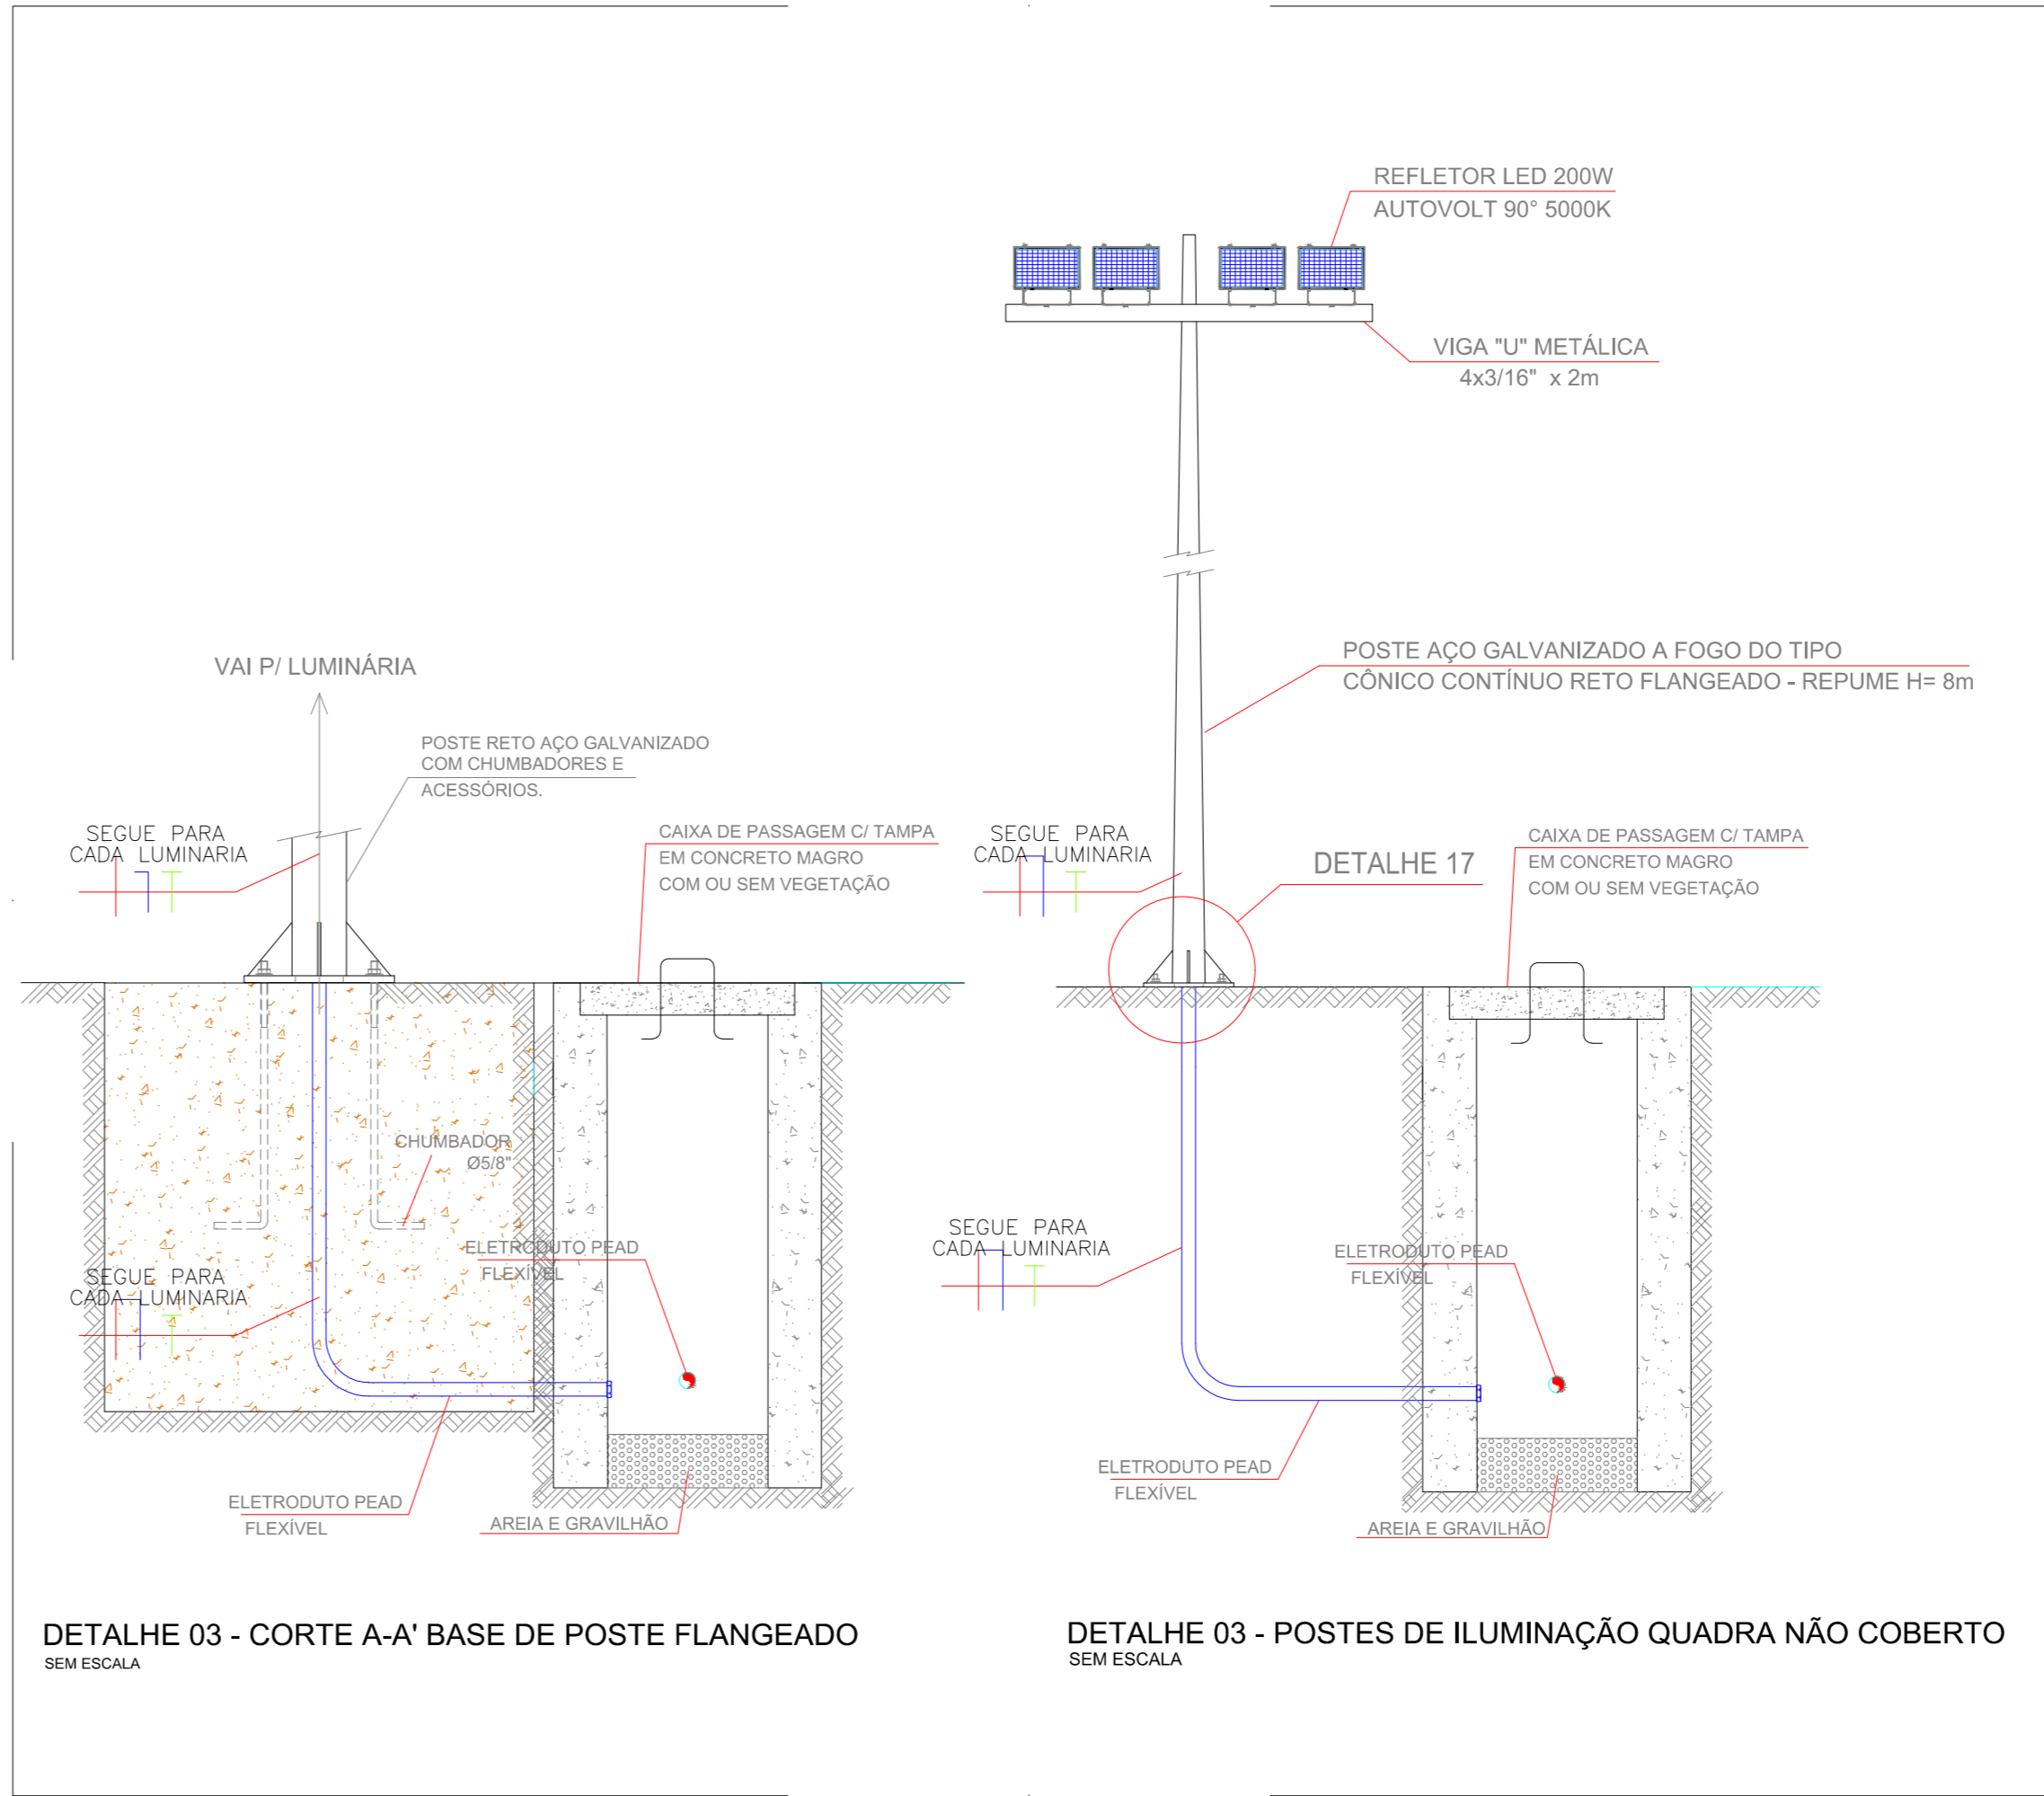 REFLETOR LED 200W
AUTOVOLT 90° 5000K
VIGA "U" METÁLICA
4x3/16" x 2m
POSTE AÇO GALVANIZADO A FOGO DO TIPO
CÔNICO CONTÍNUO RETO FLANGEADO - REPUME H= 8m
VAI P/ LUMINÁRIA
POSTE RETO AÇO GALVANIZADO
COM CHUMBADORES E
ACESSÓRIOS.
SEGUE PARA
CADA LUMINARIA
CAIXA DE PASSAGEM C/ TAMPA
EM CONCRETO MAGRO
COM OU SEM VEGETAÇÃO
CHUMBADOR
Ø5/8"
ELETRODUTO PEAD
FLEXÍVEL
SEGUE PARA
CADA LUMINARIA
ELETRODUTO PEAD
FLEXÍVEL
AREIA E GRAVILHÃO
DETALHE 03 - CORTE A-A' BASE DE POSTE FLANGEADO
SEM ESCALA
SEGUE PARA
CADA LUMINARIA
DETALHE 17
CAIXA DE PASSAGEM C/ TAMPA
EM CONCRETO MAGRO
COM OU SEM VEGETAÇÃO
SEGUE PARA
CADA LUMINARIA
ELETRODUTO PEAD
FLEXÍVEL
ELETRODUTO PEAD
FLEXÍVEL
AREIA E GRAVILHÃO
DETALHE 03 - POSTES DE ILUMINAÇÃO QUADRA NÃO COBERTO
SEM ESCALA